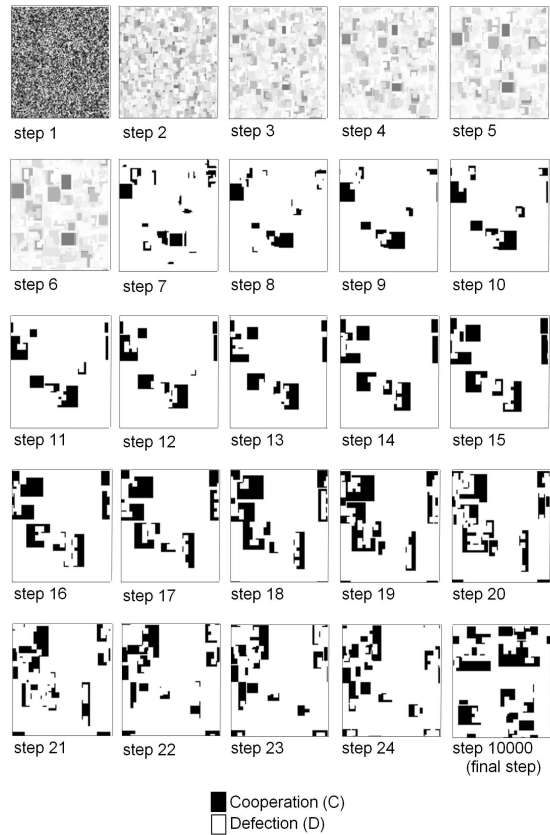 step 1
step 2
step 3
step 4
step 5
step 6
step 7
step 8
step 9
step 10
step 11
step 12
step 13
step 14
step 15
step 16
step 17
step 18
step 19
step 20
step 21
step 22
step 23
step 24
step 10000
(final step)
Cooperation (C)
Defection (D)